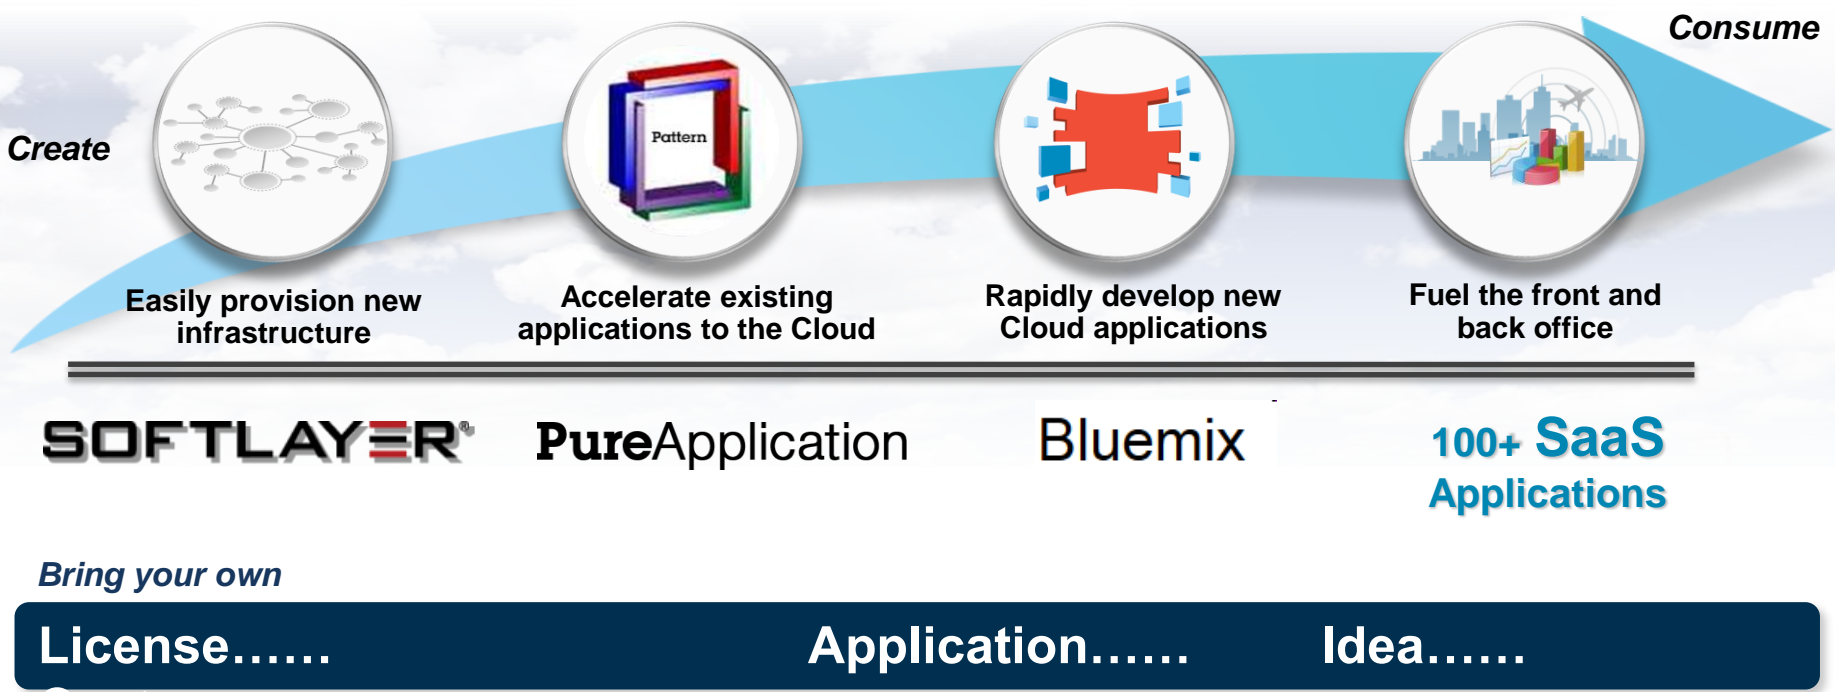 Consume
Create
Pattern
Easily provision new
infrastructure
Accelerate existing
applications to the Cloud
Rapidly develop new
Cloud applications
Fuel the front and
back office
SOFTLAYER®
PureApplication
Bluemix
100+ SaaS
Applications
Bring your own
License...... Application...... Idea......